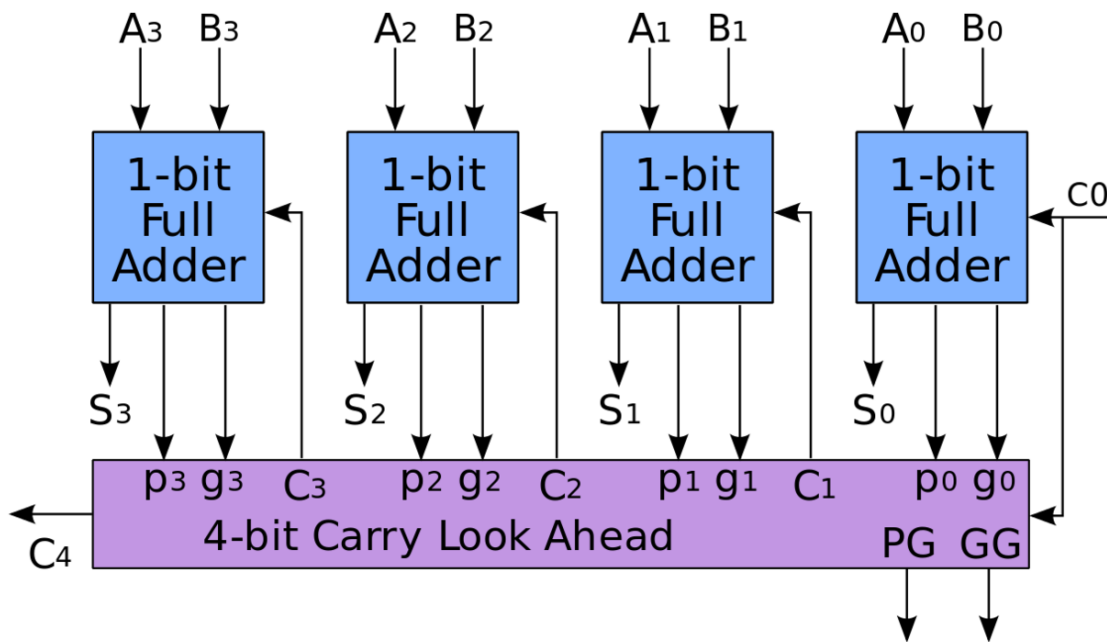 A3 B3 A2 B2 A1 B1 A0 B0
1-bit Full Adder
1-bit Full Adder
1-bit Full Adder
1-bit Full Adder
C0
S3 S2 S1 S0
p3 g3 C3 p2 g2 C2 p1 g1 C1 p0 g0
4-bit Carry Look Ahead
PG GG
C4